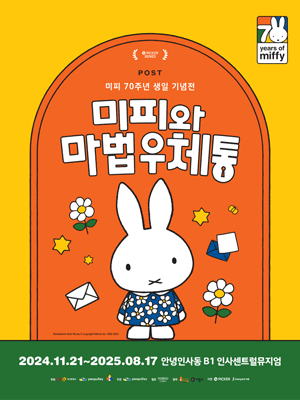 7
years of
miffy
POST
미피 70주년 생일 기념전
미피와
마법우체통
2024.11.21~2025.08.17 안녕인사동 B1 인사센트럴뮤지엄